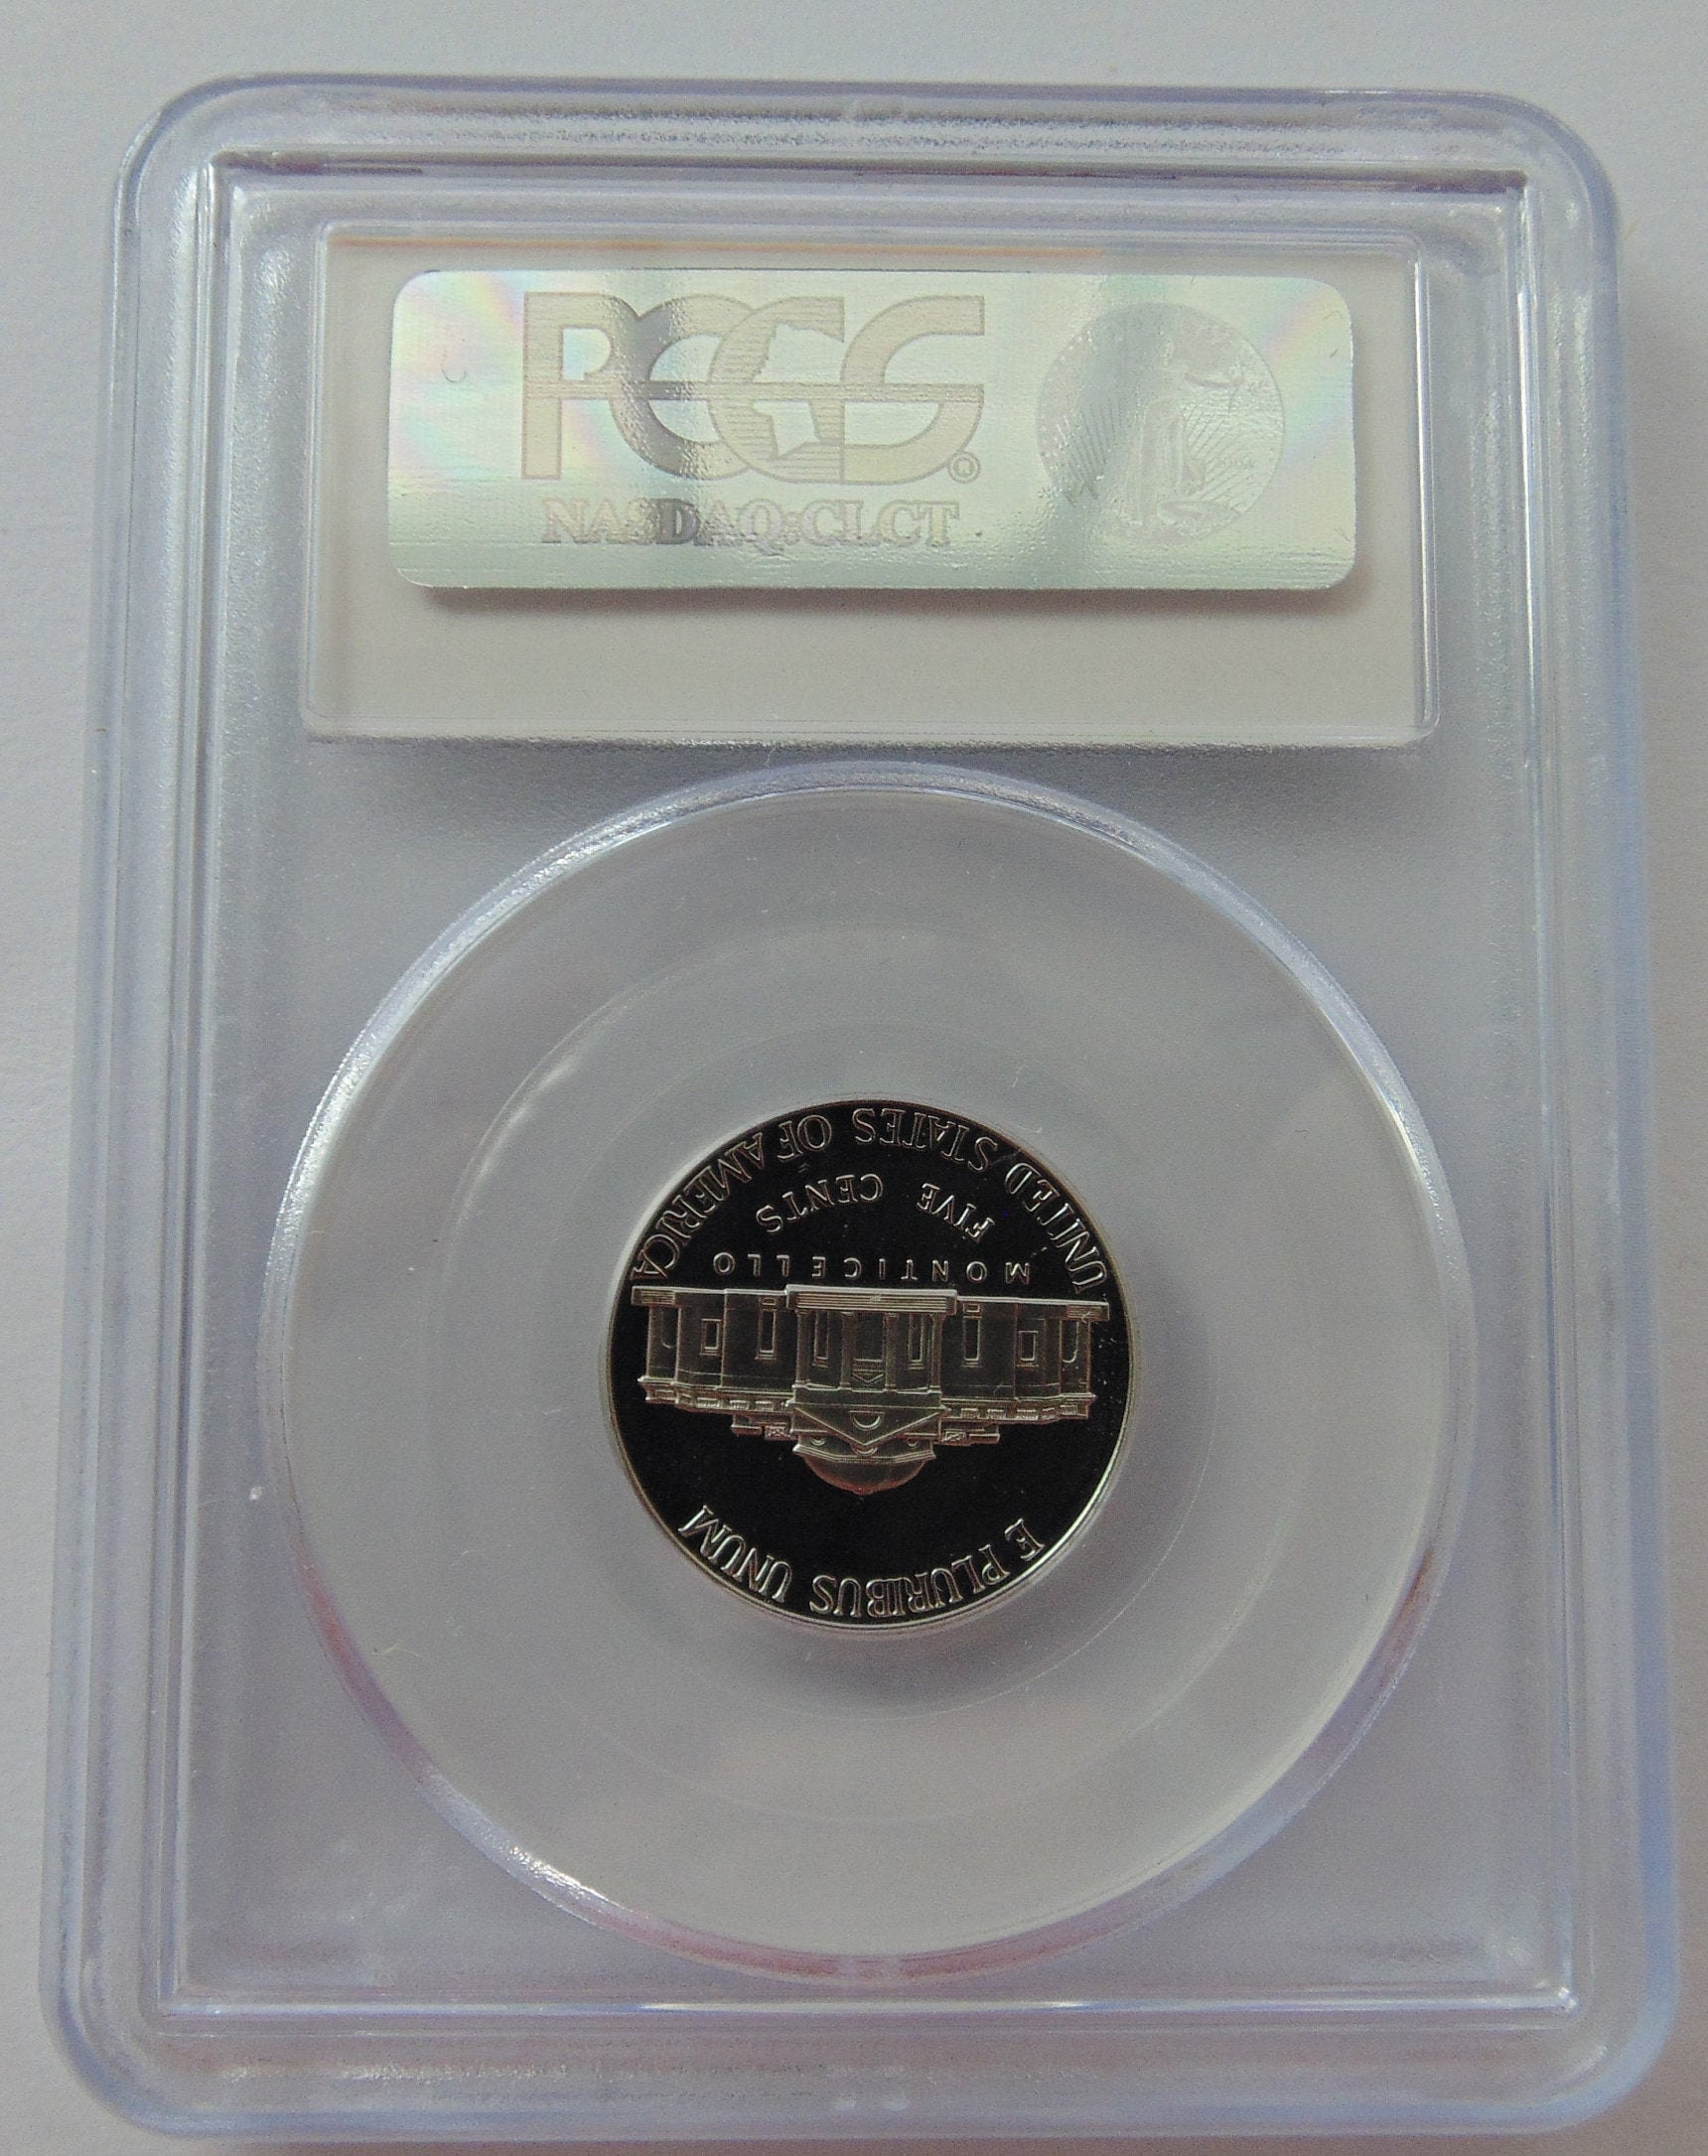 PCGS®
NASDAQ:CLCT
E PLURIBUS UNUM
MONTICELLO
FIVE CENTS
UNITED STATES OF AMERICA